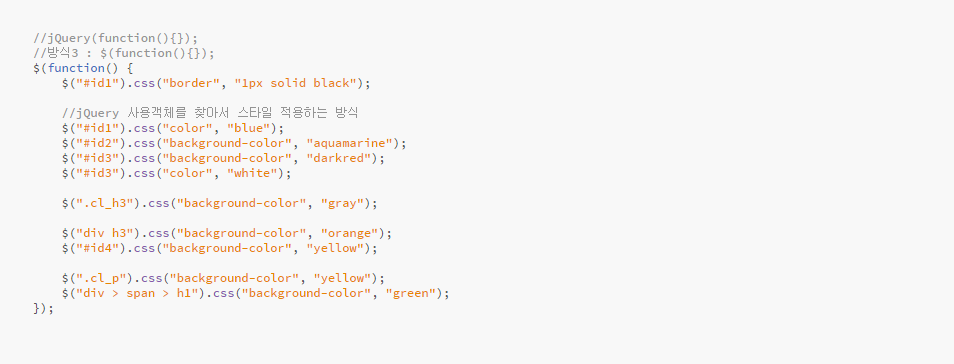 //jQuery(function(){});
//방식3 : $(function(){});
$(function() {
    $("#id1").css("border", "1px solid black");
    //jQuery 사용객체를 찾아서 스타일 적용하는 방식
    $("#id1").css("color", "blue");
    $("#id2").css("background-color", "aquamarine");
    $("#id3").css("background-color", "darkred");
    $("#id3").css("color", "white");
    $(".cl_h3").css("background-color", "gray");
    $("div h3").css("background-color", "orange");
    $("#id4").css("background-color", "yellow");
    $(".cl_p").css("background-color", "yellow");
    $("div > span > h1").css("background-color", "green");
});